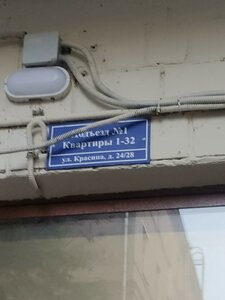 Подъезд №1
Квартиры 1-32
ул. Красина, д. 24/28